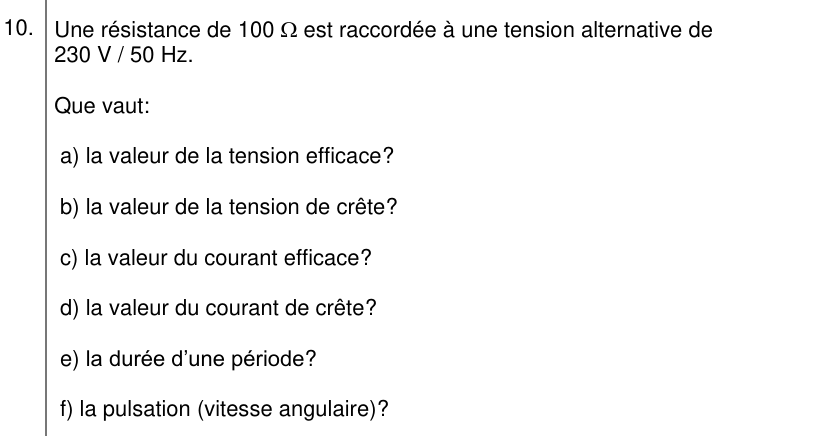 10. Une résistance de 100 Ω est raccordée à une tension alternative de
230 V / 50 Hz.
Que vaut:
a) la valeur de la tension efficace?
b) la valeur de la tension de crête?
c) la valeur du courant efficace?
d) la valeur du courant de crête?
e) la durée d'une période?
f) la pulsation (vitesse angulaire)?